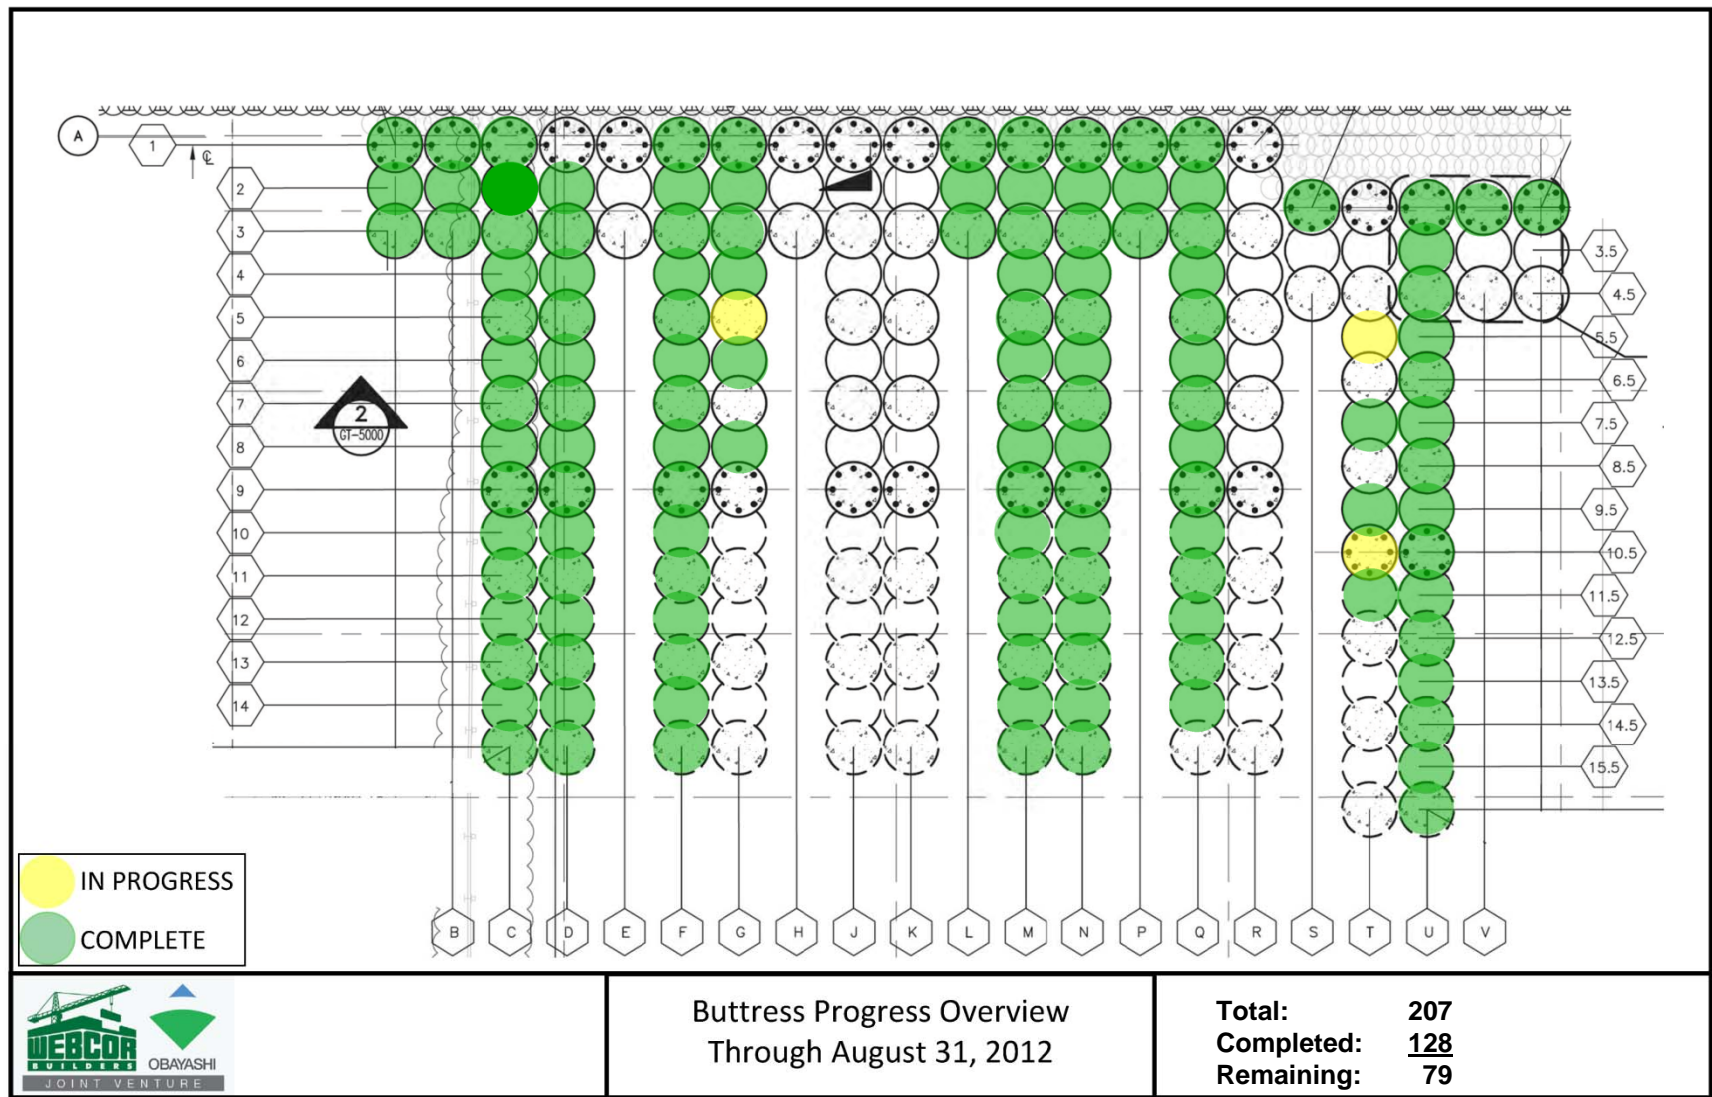 A
1
℄
2
3
4
5
6
7
8
9
10
11
12
13
14
2
GT-5000
3.5
4.5
5.5
6.5
7.5
8.5
9.5
10.5
11.5
12.5
13.5
14.5
15.5
B C D E F G H J K L M N P Q R S T U V
IN PROGRESS
COMPLETE
WEBCOR
BUILDERS
OBAYASHI
JOINT VENTURE
Buttress Progress Overview
Through August 31, 2012
Total: 207
Completed: 128
Remaining: 79